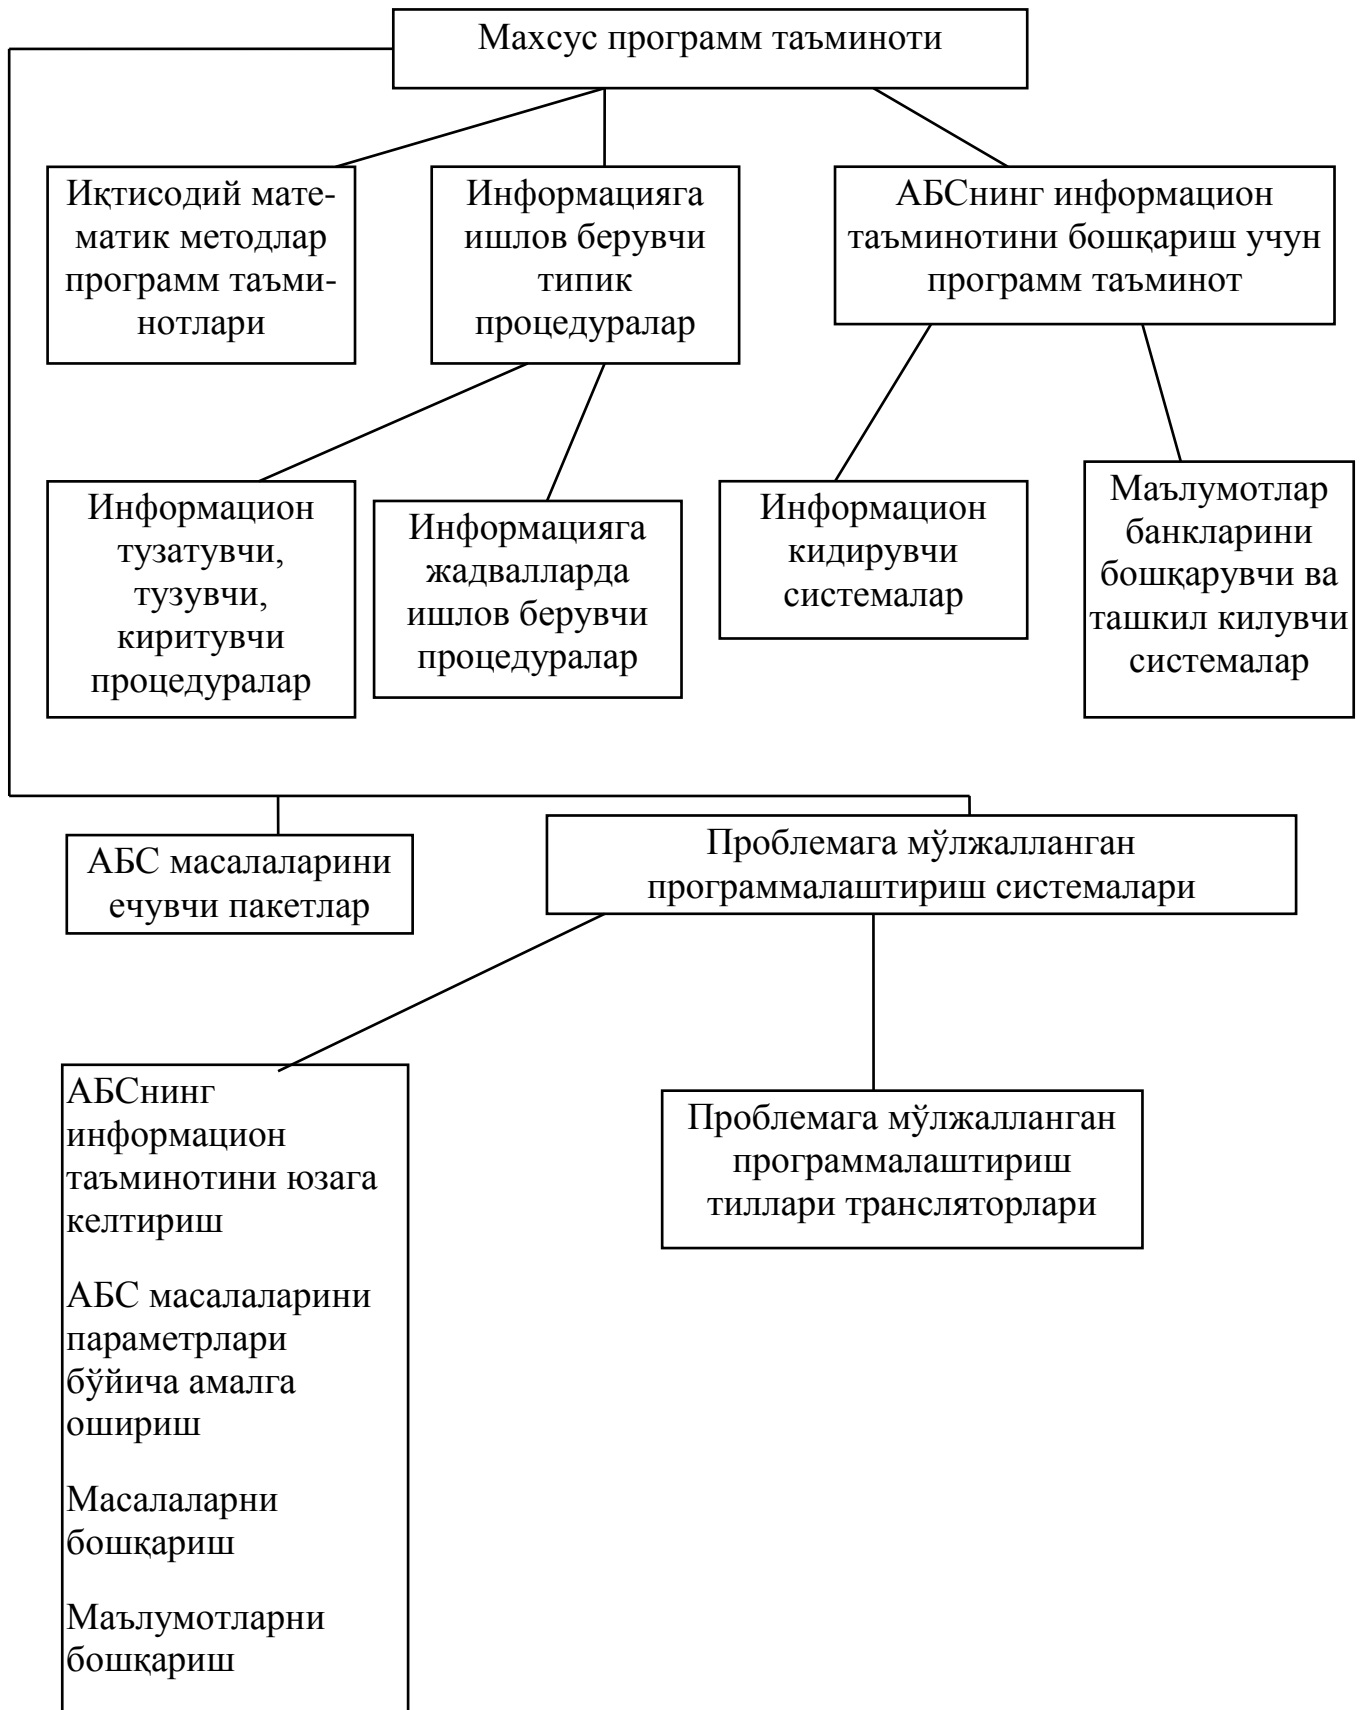 Махсус программ таъминоти
Иқтисодий мате-
матик методлар
программ таъми-
нотлари
Информацияга
ишлов берувчи
типик
процедуралар
АБСнинг информацион
таъминотини бошқариш учун
программ таъминот
Информацион
тузатувчи,
тузувчи,
киритувчи
процедуралар
Информацияга
жадвалларда
ишлов берувчи
процедуралар
Информацион
кидирувчи
системалар
Маълумотлар
банкларини
бошқарувчи ва
ташкил килувчи
системалар
АБС масалаларини
ечувчи пакетлар
Проблемага мўлжалланган
программалаштириш системалари
АБСнинг
информацион
таъминотини юзага
келтириш
АБС масалаларини
параметрлари
бўйича амалга
ошириш
Масалаларни
бошқариш
Маълумотларни
бошқариш
Проблемага мўлжалланган
программалаштириш
тиллари трансляторлари